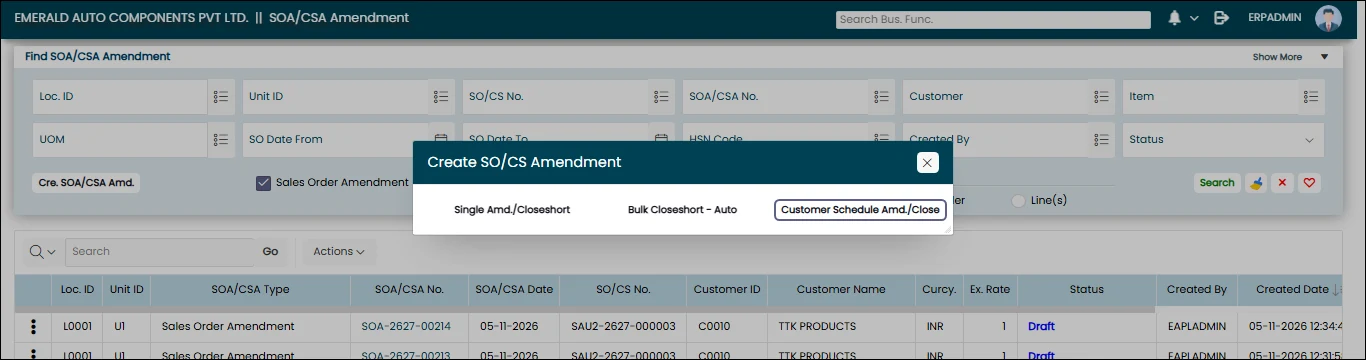 EMERALD AUTO COMPONENTS PVT LTD. || SOA/CSA Amendment
Search Bus. Func.
ERPADMIN
Find SOA/CSA Amendment
Show More
Loc. ID
Unit ID
SO/CS No.
SOA/CSA No.
Customer
Item
UOM
SO Date From
SO Date To
HSN Code
Created By
Status
Create SO/CS Amendment
Cre. SOA/CSA Amd.
Sales Order Amendment
Search
Single Amd./Closeshort
Bulk Closeshort - Auto
Customer Schedule Amd./Close
Line(s)
Search
Go
Actions
Loc. ID Unit ID SOA/CSA Type SOA/CSA No. SOA/CSA Date SO/CS No. Customer ID Customer Name Curcy. Ex. Rate Status Created By Created Date
L0001 U1 Sales Order Amendment SOA-2627-00214 05-11-2026 SAU2-2627-000003 C0010 TTK PRODUCTS INR 1 Draft EAPLADMIN 05-11-2026 12:34:4
L0001 U1 Sales Order Amendment SOA-2627-00213 05-11-2026 SAU2-2627-000003 C0010 TTK PRODUCTS INR 1 Draft EAPLADMIN 05-11-2026 12:31:5